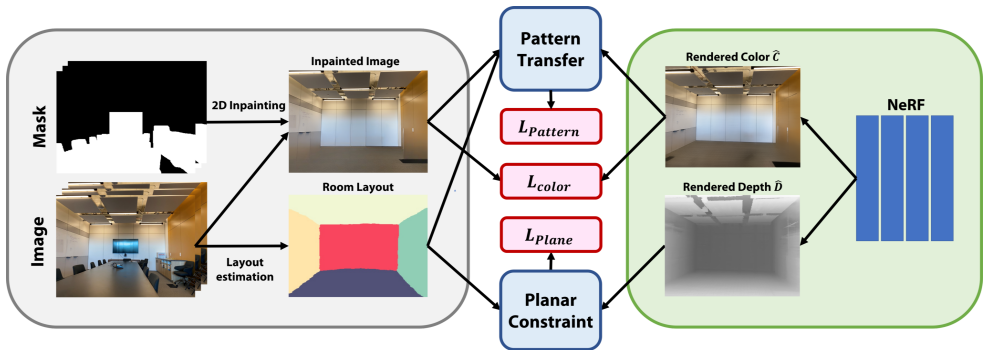 Mask
Image
2D Inpainting
Layout
estimation
Inpainted Image
Room Layout
Pattern
Transfer
L_Pattern
L_color
L_Plane
Planar
Constraint
Rendered Color Ĉ
Rendered Depth D̂
NeRF